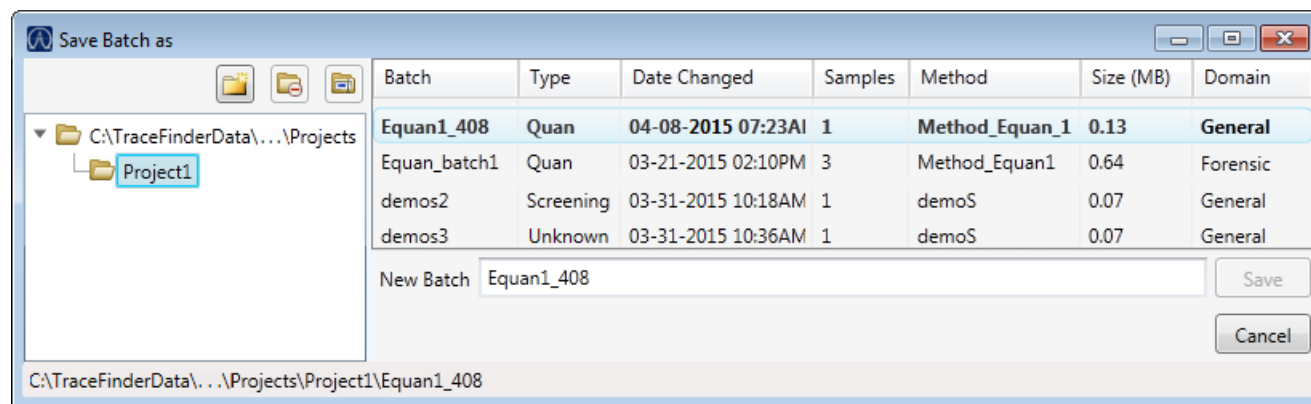 Save Batch as
Batch Type Date Changed Samples Method Size (MB) Domain
C:\TraceFinderData\...\Projects
Project1
Equan1_408 Quan 04-08-2015 07:23AI 1 Method_Equan_1 0.13 General
Equan_batch1 Quan 03-21-2015 02:10PM 3 Method_Equan1 0.64 Forensic
demos2 Screening 03-31-2015 10:18AM 1 demoS 0.07 General
demos3 Unknown 03-31-2015 10:36AM 1 demoS 0.07 General
New Batch Equan1_408 Save
Cancel
C:\TraceFinderData\...\Projects\Project1\Equan1_408